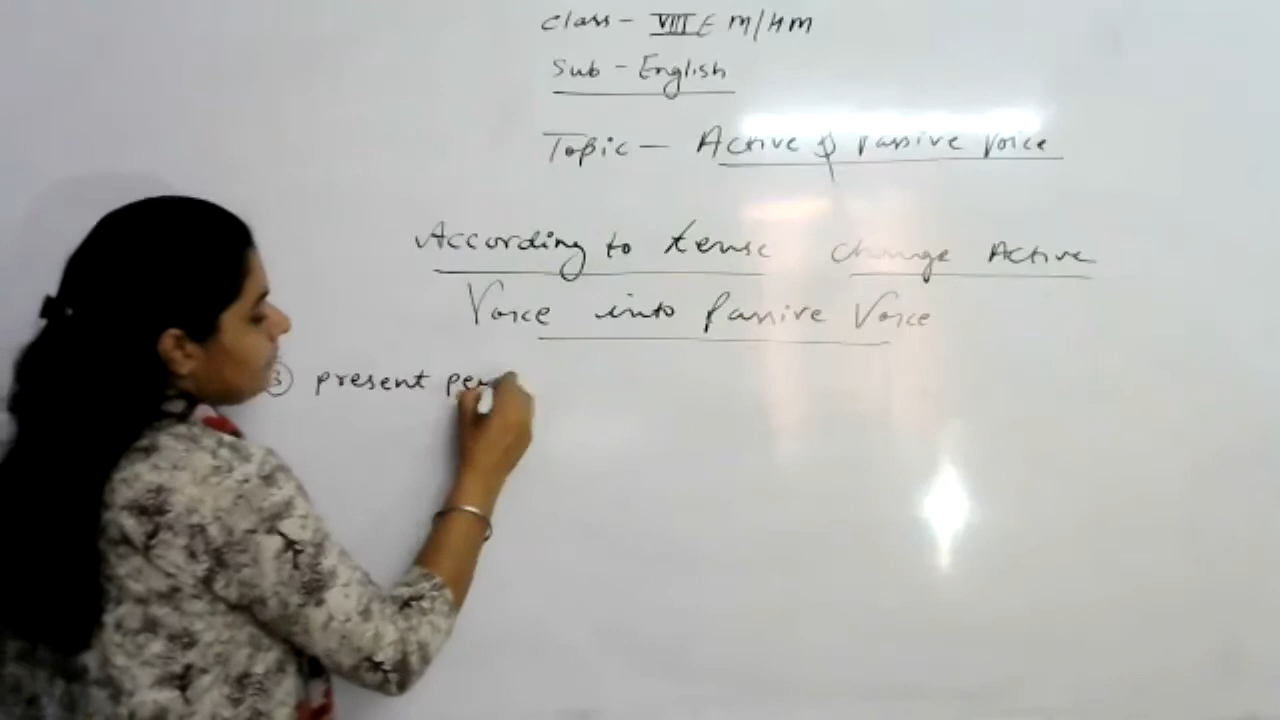 Class - VIII E M/HM
Sub - English
Topic - Active & Passive Voice
According to tense change Active
Voice into Passive Voice
③ present per